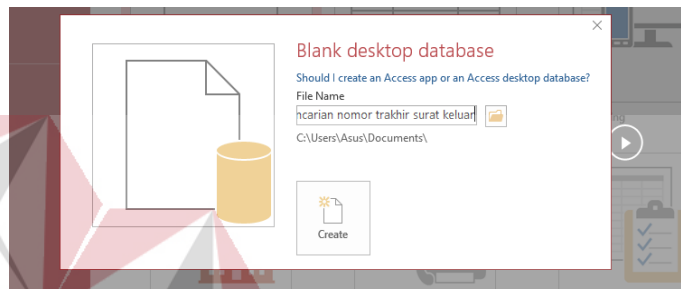 Blank desktop database
Should I create an Access app or an Access desktop database?
File Name
ncarian nomor trakhir surat keluar
C:\Users\Asus\Documents\
Create